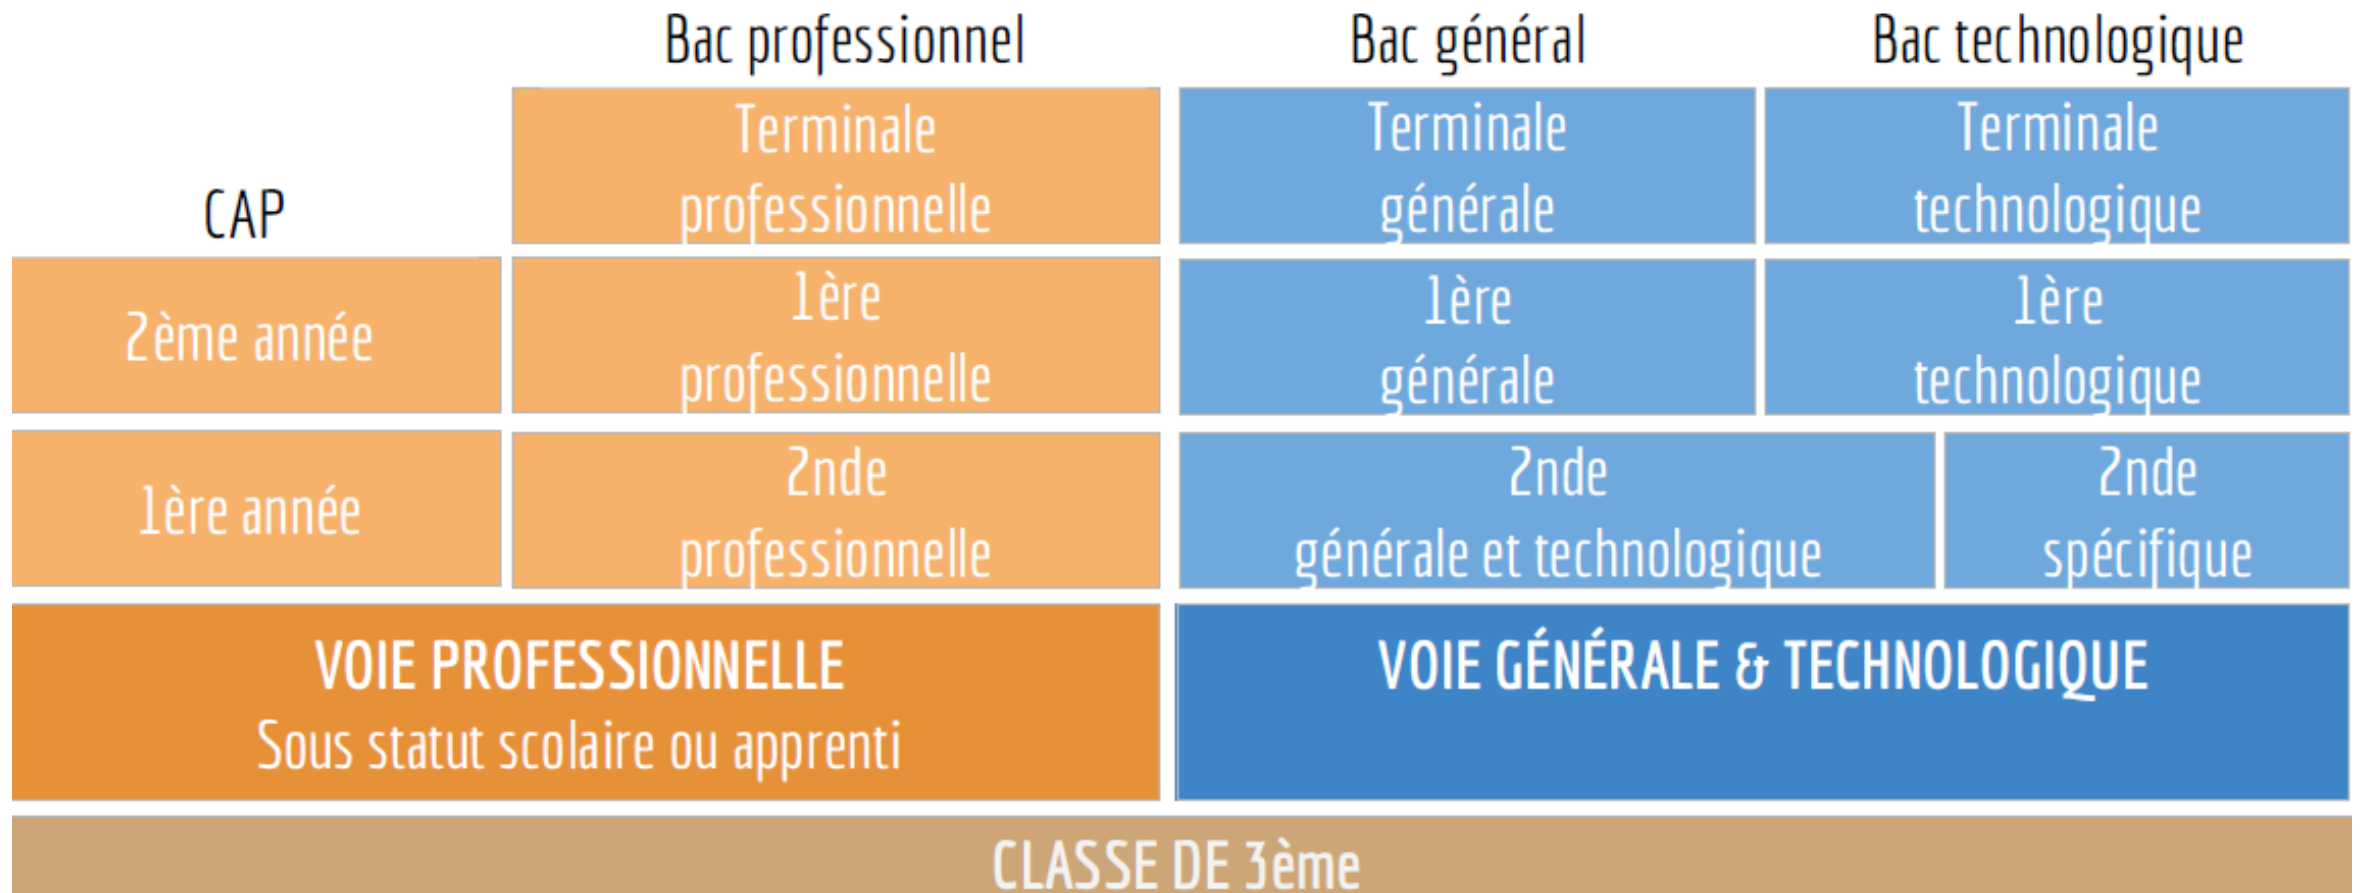 Bac professionnel
Bac général
Bac technologique
Terminale
professionnelle
Terminale
générale
Terminale
technologique
CAP
2ème année
1ère
professionnelle
1ère
générale
1ère
technologique
1ère année
2nde
professionnelle
2nde
générale et technologique
2nde
spécifique
VOIE PROFESSIONNELLE
Sous statut scolaire ou apprenti
VOIE GÉNÉRALE & TECHNOLOGIQUE
CLASSE DE 3ème